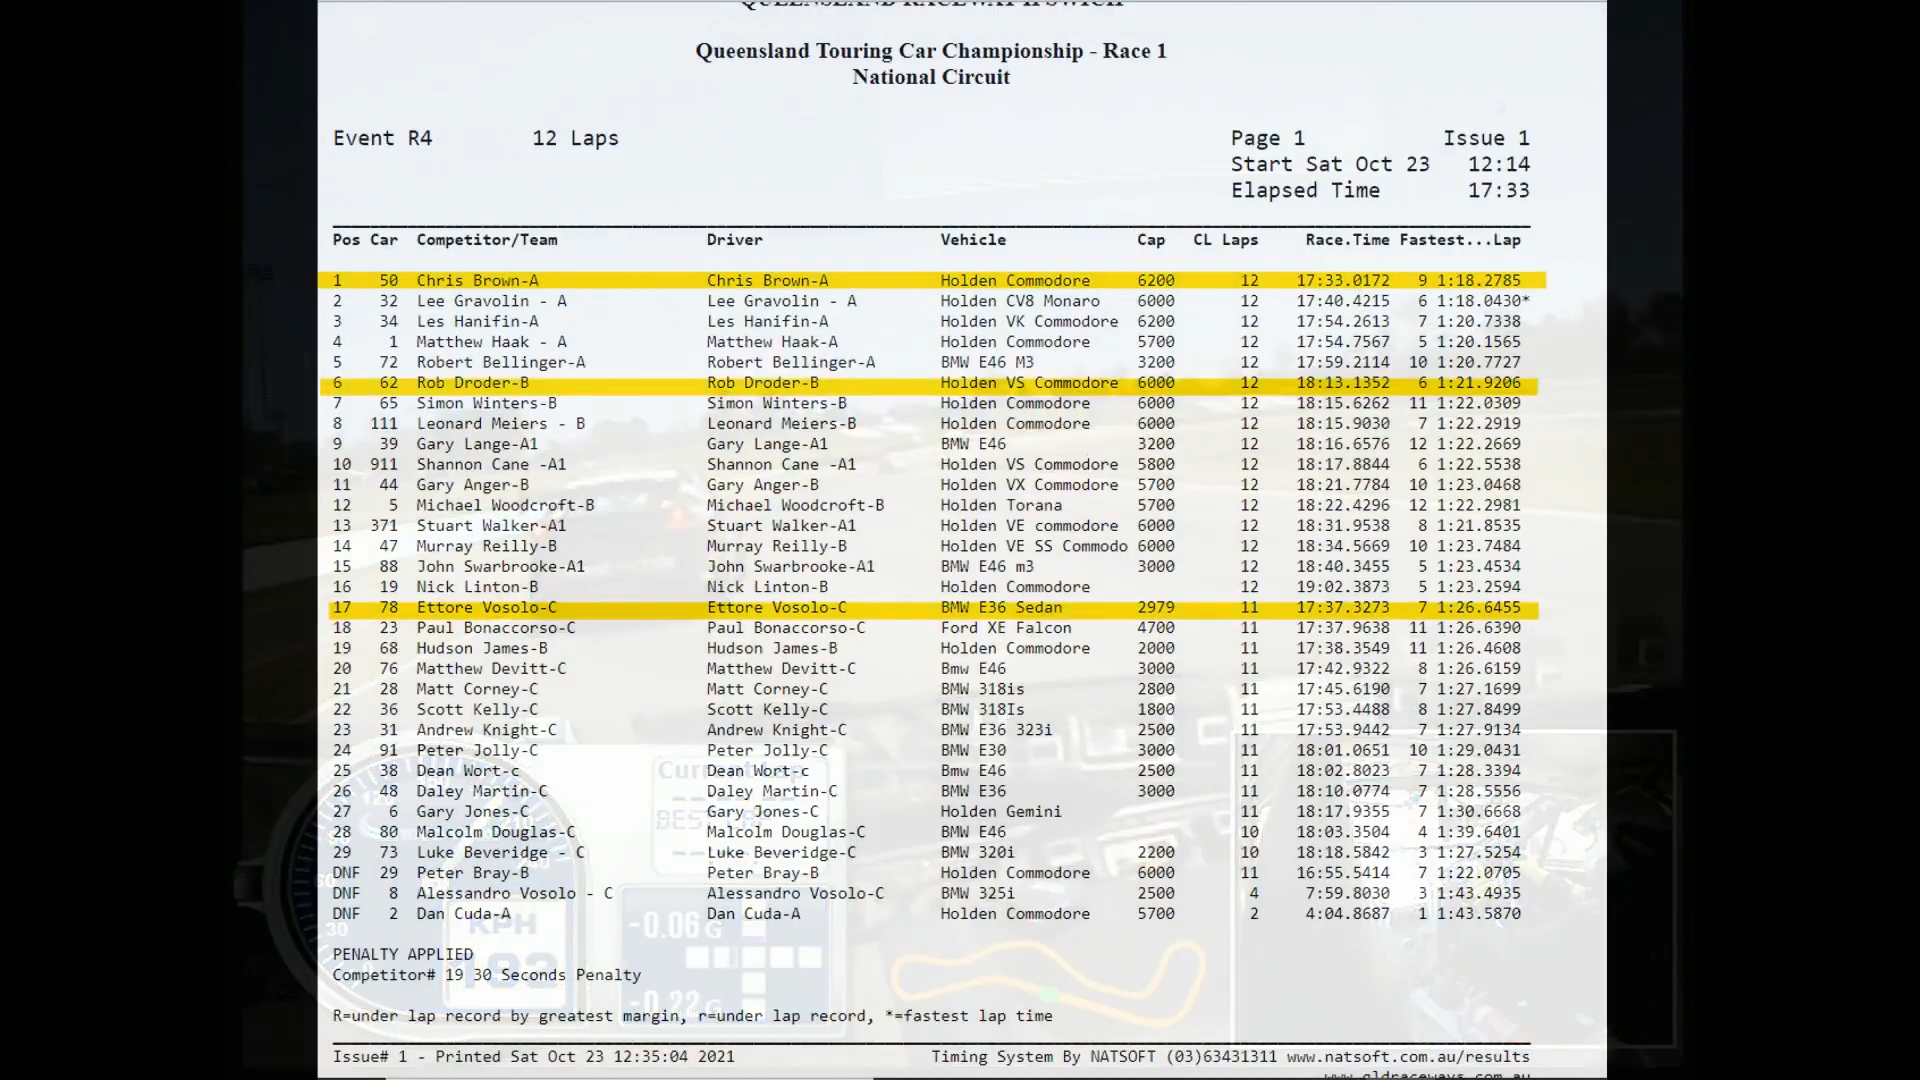 QUEENSLAND RACEWAY IPSWICH
Queensland Touring Car Championship - Race 1
National Circuit
Event R4 12 Laps Page 1 Issue 1
Start Sat Oct 23 12:14
Elapsed Time 17:33
Pos Car Competitor/Team Driver Vehicle Cap CL Laps Race.Time Fastest...Lap
1 50 Chris Brown-A Chris Brown-A Holden Commodore 6200 12 17:33.0172 9 1:18.2785
2 32 Lee Gravolin - A Lee Gravolin - A Holden CV8 Monaro 6000 12 17:40.4215 6 1:18.0430*
3 34 Les Hanifin-A Les Hanifin-A Holden VK Commodore 6200 12 17:54.2613 7 1:20.7338
4 1 Matthew Haak - A Matthew Haak-A Holden Commodore 5700 12 17:54.7567 5 1:20.1565
5 72 Robert Bellinger-A Robert Bellinger-A BMW E46 M3 3200 12 17:59.2114 10 1:20.7727
6 62 Rob Droder-B Rob Droder-B Holden VS Commodore 6000 12 18:13.1352 6 1:21.9206
7 65 Simon Winters-B Simon Winters-B Holden Commodore 6000 12 18:15.6262 11 1:22.0309
8 111 Leonard Meiers - B Leonard Meiers-B Holden Commodore 6000 12 18:15.9030 7 1:22.2919
9 39 Gary Lange-A1 Gary Lange-A1 BMW E46 3200 12 18:16.6576 12 1:22.2669
10 911 Shannon Cane -A1 Shannon Cane -A1 Holden VS Commodore 5800 12 18:17.8844 6 1:22.5538
11 44 Gary Anger-B Gary Anger-B Holden VX Commodore 5700 12 18:21.7784 10 1:23.0468
12 5 Michael Woodcroft-B Michael Woodcroft-B Holden Torana 5700 12 18:22.4296 12 1:22.2981
13 371 Stuart Walker-A1 Stuart Walker-A1 Holden VE commodore 6000 12 18:31.9538 8 1:21.8535
14 47 Murray Reilly-B Murray Reilly-B Holden VE SS Commodo 6000 12 18:34.5669 10 1:23.7484
15 88 John Swarbrooke-A1 John Swarbrooke-A1 BMW E46 m3 3000 12 18:40.3455 5 1:23.4534
16 19 Nick Linton-B Nick Linton-B Holden Commodore 12 19:02.3873 5 1:23.2594
17 78 Ettore Vosolo-C Ettore Vosolo-C BMW E36 Sedan 2979 11 17:37.3273 7 1:26.6455
18 23 Paul Bonaccorso-C Paul Bonaccorso-C Ford XE Falcon 4700 11 17:37.9638 11 1:26.6390
19 68 Hudson James-B Hudson James-B Holden Commodore 2000 11 17:38.3549 11 1:26.4608
20 76 Matthew Devitt-C Matthew Devitt-C Bmw E46 3000 11 17:42.9322 8 1:26.6159
21 28 Matt Corney-C Matt Corney-C BMW 318is 2800 11 17:45.6190 7 1:27.1699
22 36 Scott Kelly-C Scott Kelly-C BMW 318Is 1800 11 17:53.4488 8 1:27.8499
23 31 Andrew Knight-C Andrew Knight-C BMW E36 323i 2500 11 17:53.9442 7 1:27.9134
24 91 Peter Jolly-C Peter Jolly-C BMW E30 3000 11 18:01.0651 10 1:29.0431
25 38 Dean Wort-c Dean Wort-c Bmw E46 2500 11 18:02.8023 7 1:28.3394
26 48 Daley Martin-C Daley Martin-C BMW E36 3000 11 18:10.0774 7 1:28.5556
27 6 Gary Jones-C Gary Jones-C Holden Gemini 11 18:17.9355 7 1:30.6668
28 80 Malcolm Douglas-C Malcolm Douglas-C BMW E46 10 18:03.3504 4 1:39.6401
29 73 Luke Beveridge - C Luke Beveridge-C BMW 320i 2200 10 18:18.5842 3 1:27.5254
DNF 29 Peter Bray-B Peter Bray-B Holden Commodore 6000 11 16:55.5414 7 1:22.0705
DNF 8 Alessandro Vosolo - C Alessandro Vosolo-C BMW 325i 2500 4 7:59.8030 3 1:43.4935
DNF 2 Dan Cuda-A Dan Cuda-A Holden Commodore 5700 2 4:04.8687 1 1:43.5870
KPH
-0.06G
PENALTY APPLIED
Competitor# 19 30 Seconds Penalty
-0.22G
R=under lap record by greatest margin, r=under lap record, *=fastest lap time
Issue# 1 - Printed Sat Oct 23 12:35:04 2021 Timing System By NATSOFT (03)63431311 www.natsoft.com.au/results
www.qldraceways.com.au